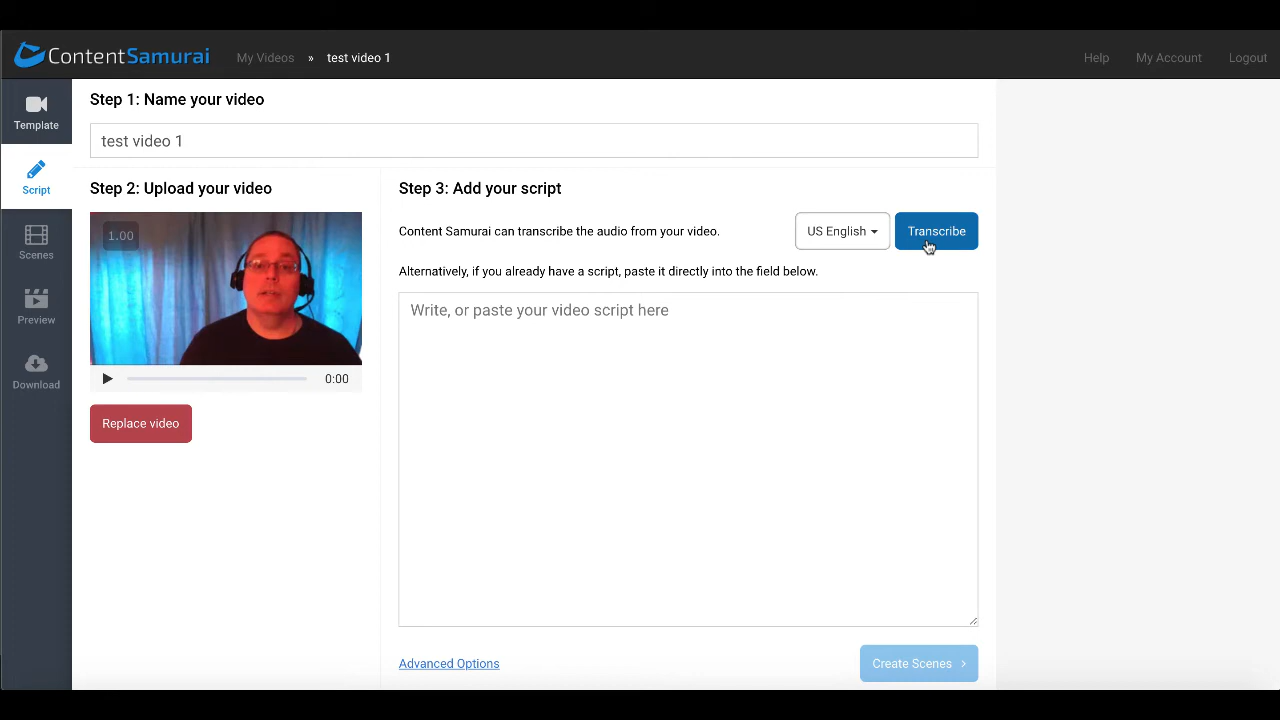 ContentSamurai My Videos » test video 1 Help My Account Logout
Template
Script
Scenes
Preview
Download
Step 1: Name your video
test video 1
Step 2: Upload your video
1.00
0:00
Replace video
Step 3: Add your script
Content Samurai can transcribe the audio from your video. US English Transcribe
Alternatively, if you already have a script, paste it directly into the field below.
Write, or paste your video script here
Advanced Options Create Scenes